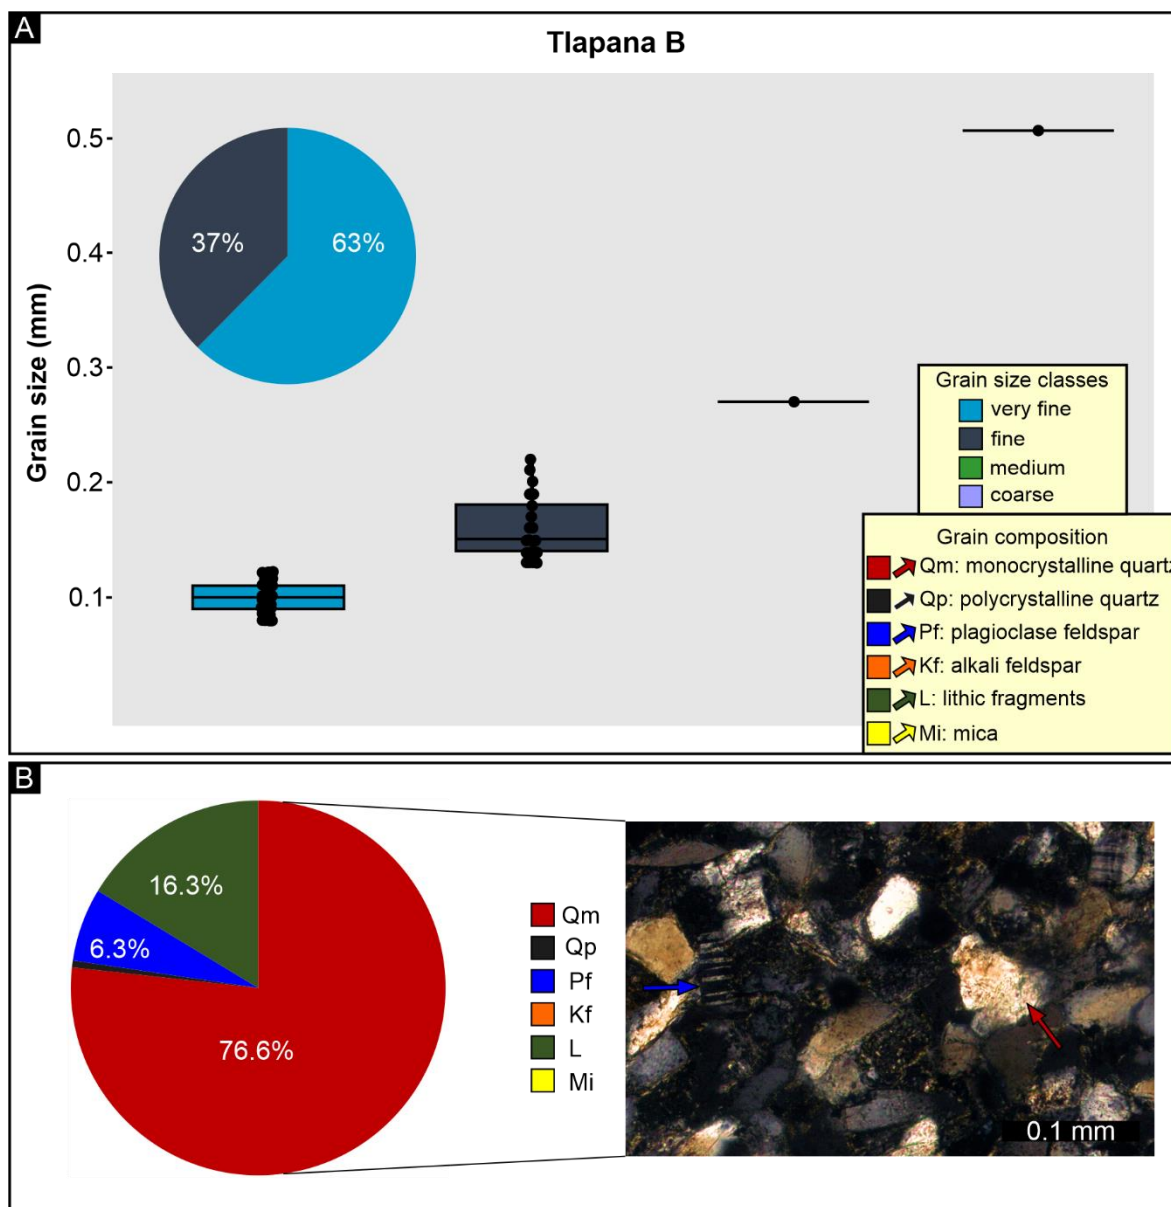 A
Tlapana B
Grain size (mm)
0.5
0.4
0.3
0.2
0.1
37%
63%
Grain size classes
very fine
fine
medium
coarse
Grain composition
Qm: monocrystalline quartz
Qp: polycrystalline quartz
Pf: plagioclase feldspar
Kf: alkali feldspar
L: lithic fragments
Mi: mica
B
16.3%
6.3%
76.6%
Qm
Qp
Pf
Kf
L
Mi
0.1 mm